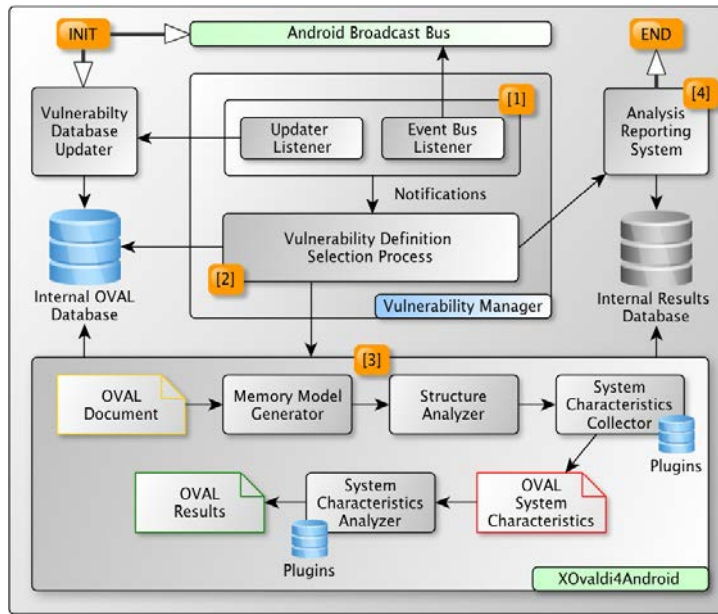 INIT
Android Broadcast Bus
END
[1]
[4]
Vulnerabilty
Database
Updater
Updater
Listener
Event Bus
Listener
Analysis
Reporting
System
Notifications
Vulnerability Definition
Selection Process
[2]
Internal OVAL
Database
Vulnerability Manager
Internal Results
Database
[3]
OVAL
Document
Memory Model
Generator
Structure
Analyzer
System
Characteristics
Collector
Plugins
OVAL
Results
System
Characteristics
Analyzer
OVAL
System
Characteristics
Plugins
XOvaldi4Android